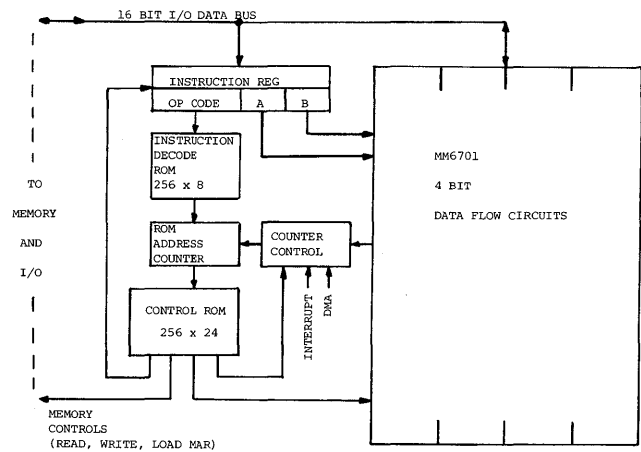 16 BIT I/O DATA BUS
INSTRUCTION REG
OP CODE
A
B
INSTRUCTION
DECODE
ROM
256 x 8
ROM
ADDRESS
COUNTER
COUNTER
CONTROL
CONTROL ROM
256 x 24
INTERRUPT
DMA
MM6701
4 BIT
DATA FLOW CIRCUITS
TO
MEMORY
AND
I/O
MEMORY
CONTROLS
(READ, WRITE, LOAD MAR)